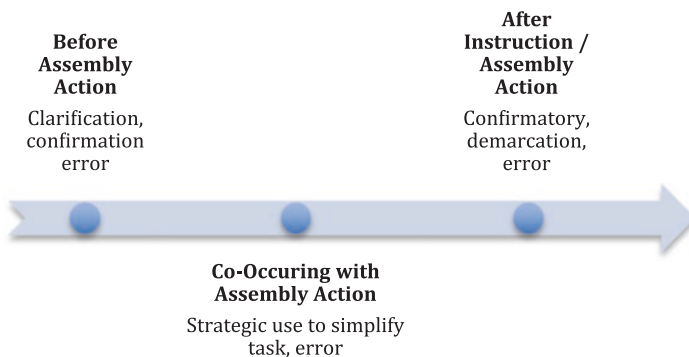 Before
Assembly
Action
Clarification,
confirmation
error
After
Instruction /
Assembly
Action
Confirmatory,
demarcation,
error
Co-Occuring with
Assembly Action
Strategic use to simplify
task, error